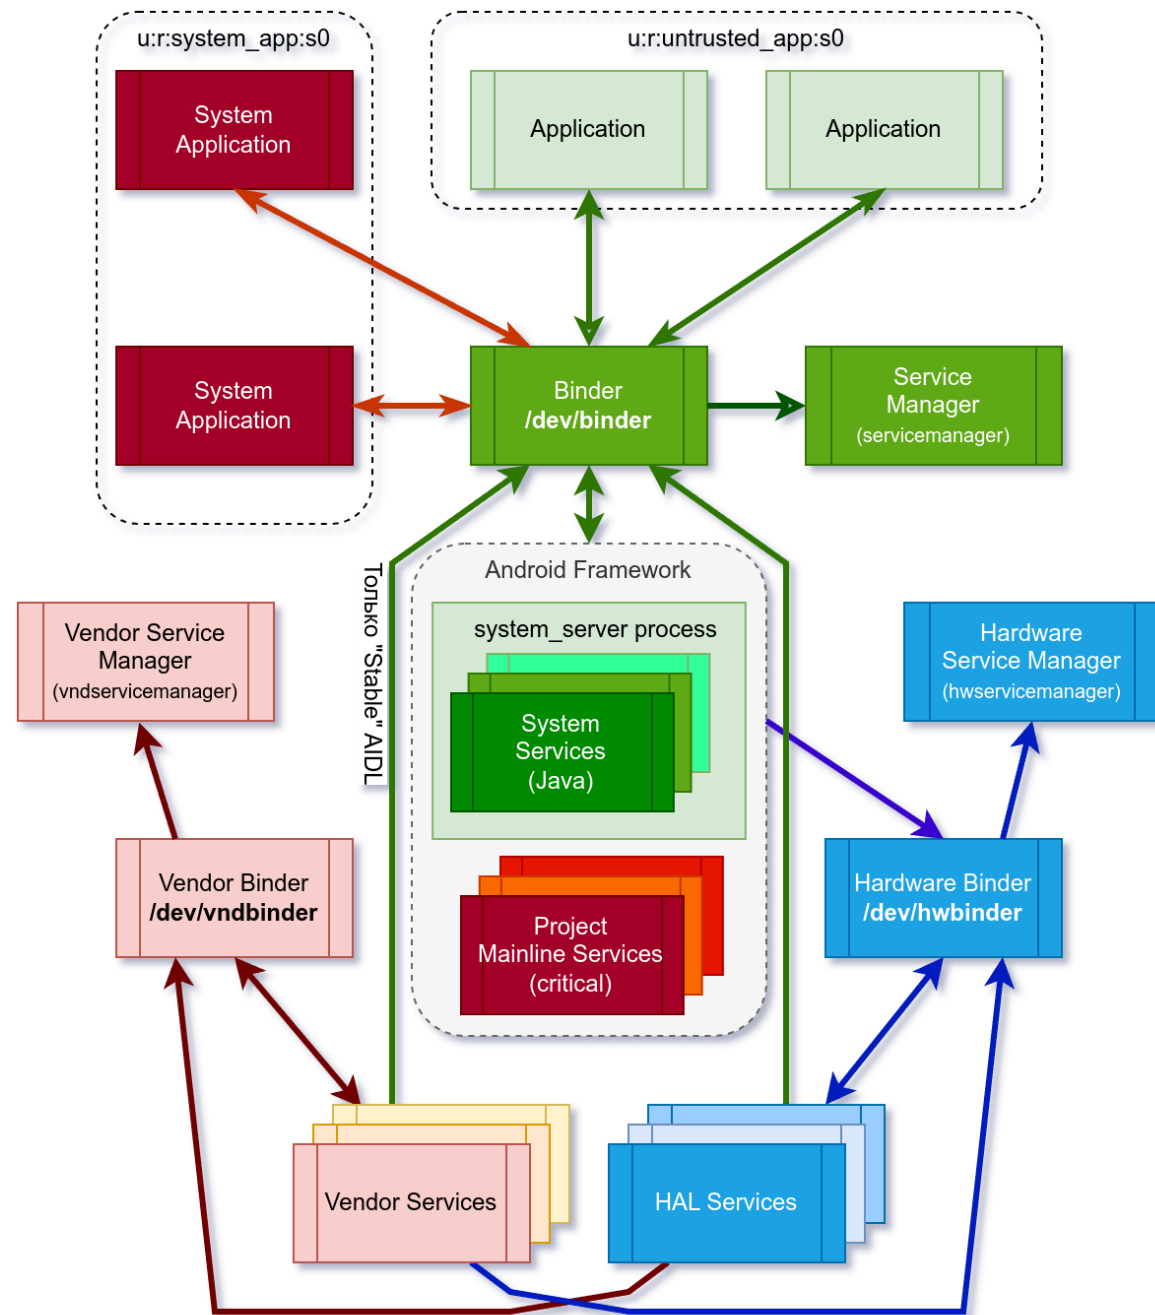 u:r:system_app:s0
u:r:untrusted_app:s0
System
Application
Application
Application
System
Application
Binder
/dev/binder
Service
Manager
(servicemanager)
Только "Stable" AIDL
Android Framework
system_server process
System
Services
(Java)
Vendor Service
Manager
(vndservicemanager)
Hardware
Service Manager
(hwservicemanager)
Vendor Binder
/dev/vndbinder
Project
Mainline Services
(critical)
Hardware Binder
/dev/hwbinder
Vendor Services
HAL Services